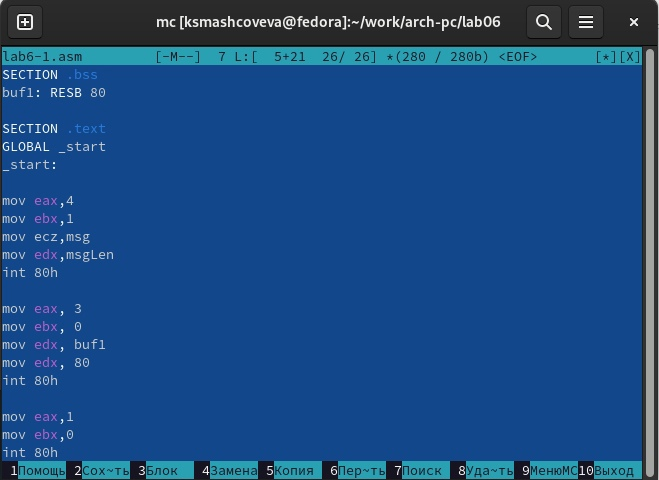 mc [ksmashcoveva@fedora]:~/work/arch-pc/lab06
lab6-1.asm [-M--] 7 L:[ 5+21 26/ 26] *(280 / 280b) <EOF> [*][X]
SECTION .bss
buf1: RESB 80
SECTION .text
GLOBAL _start
_start:
mov eax,4
mov ebx,1
mov ecz,msg
mov edx,msgLen
int 80h
mov eax, 3
mov ebx, 0
mov edx, buf1
mov edx, 80
int 80h
mov eax,1
mov ebx,0
int 80h
1Помощь 2Сох~ть 3Блок 4Замена 5Копия 6Пер~ть 7Поиск 8Уда~ть 9МенюMC 10Выход